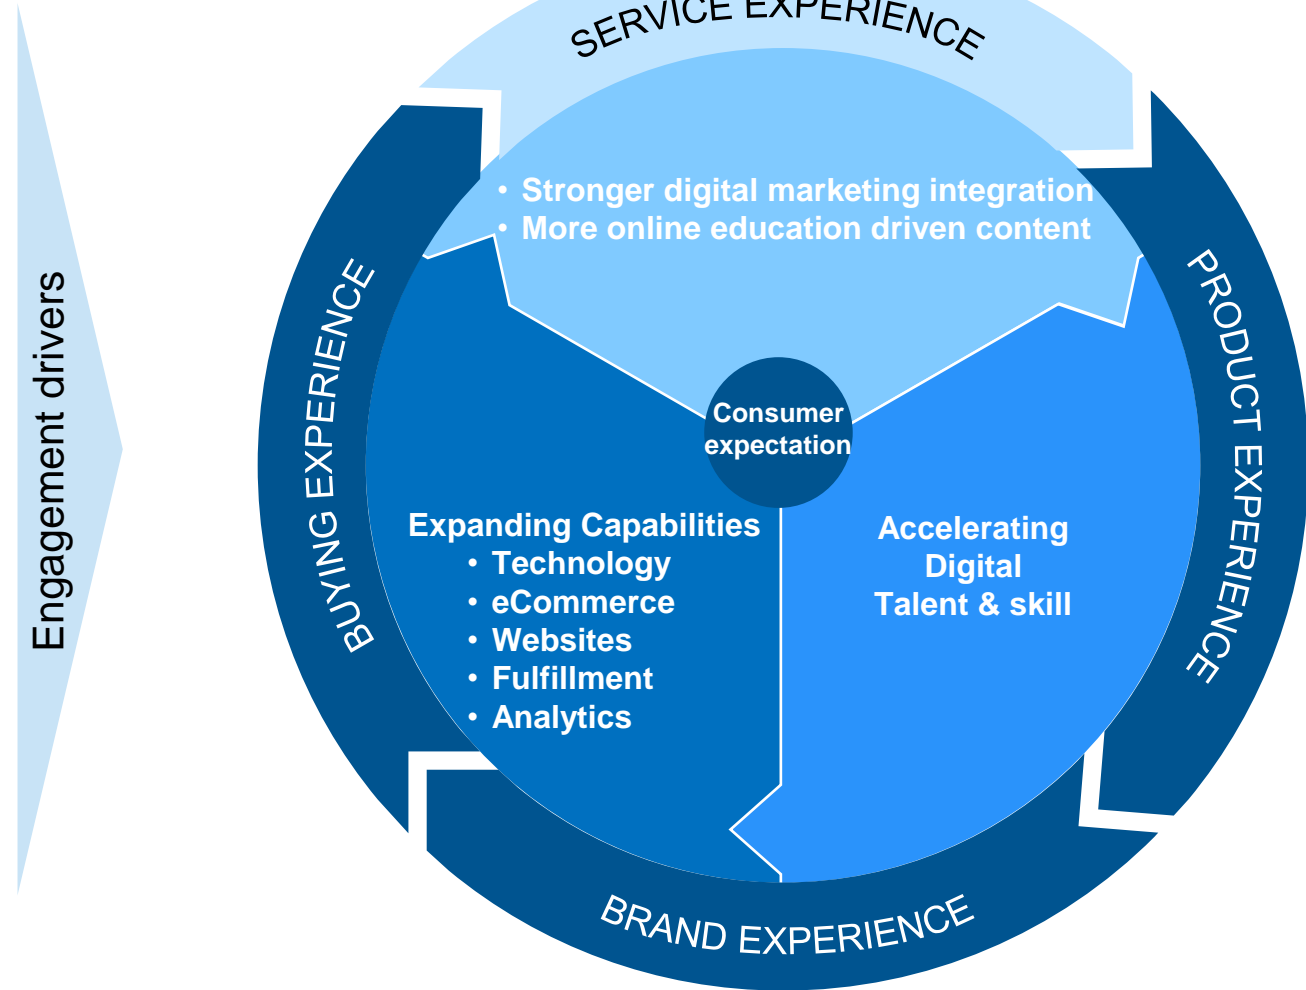 SERVICE EXPERIENCE
• Stronger digital marketing integration
• More online education driven content
Engagement drivers
BUYING EXPERIENCE
PRODUCT EXPERIENCE
Consumer
expectation
Expanding Capabilities
• Technology
• eCommerce
• Websites
• Fulfillment
• Analytics
Accelerating
Digital
Talent & skill
BRAND EXPERIENCE